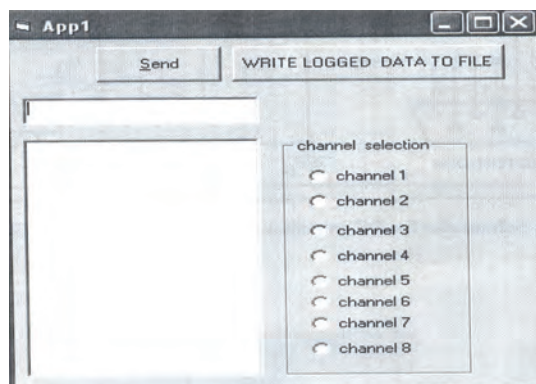 App1
Send
WRITE LOGGED DATA TO FILE
channel selection
channel 1
channel 2
channel 3
channel 4
channel 5
channel 6
channel 7
channel 8